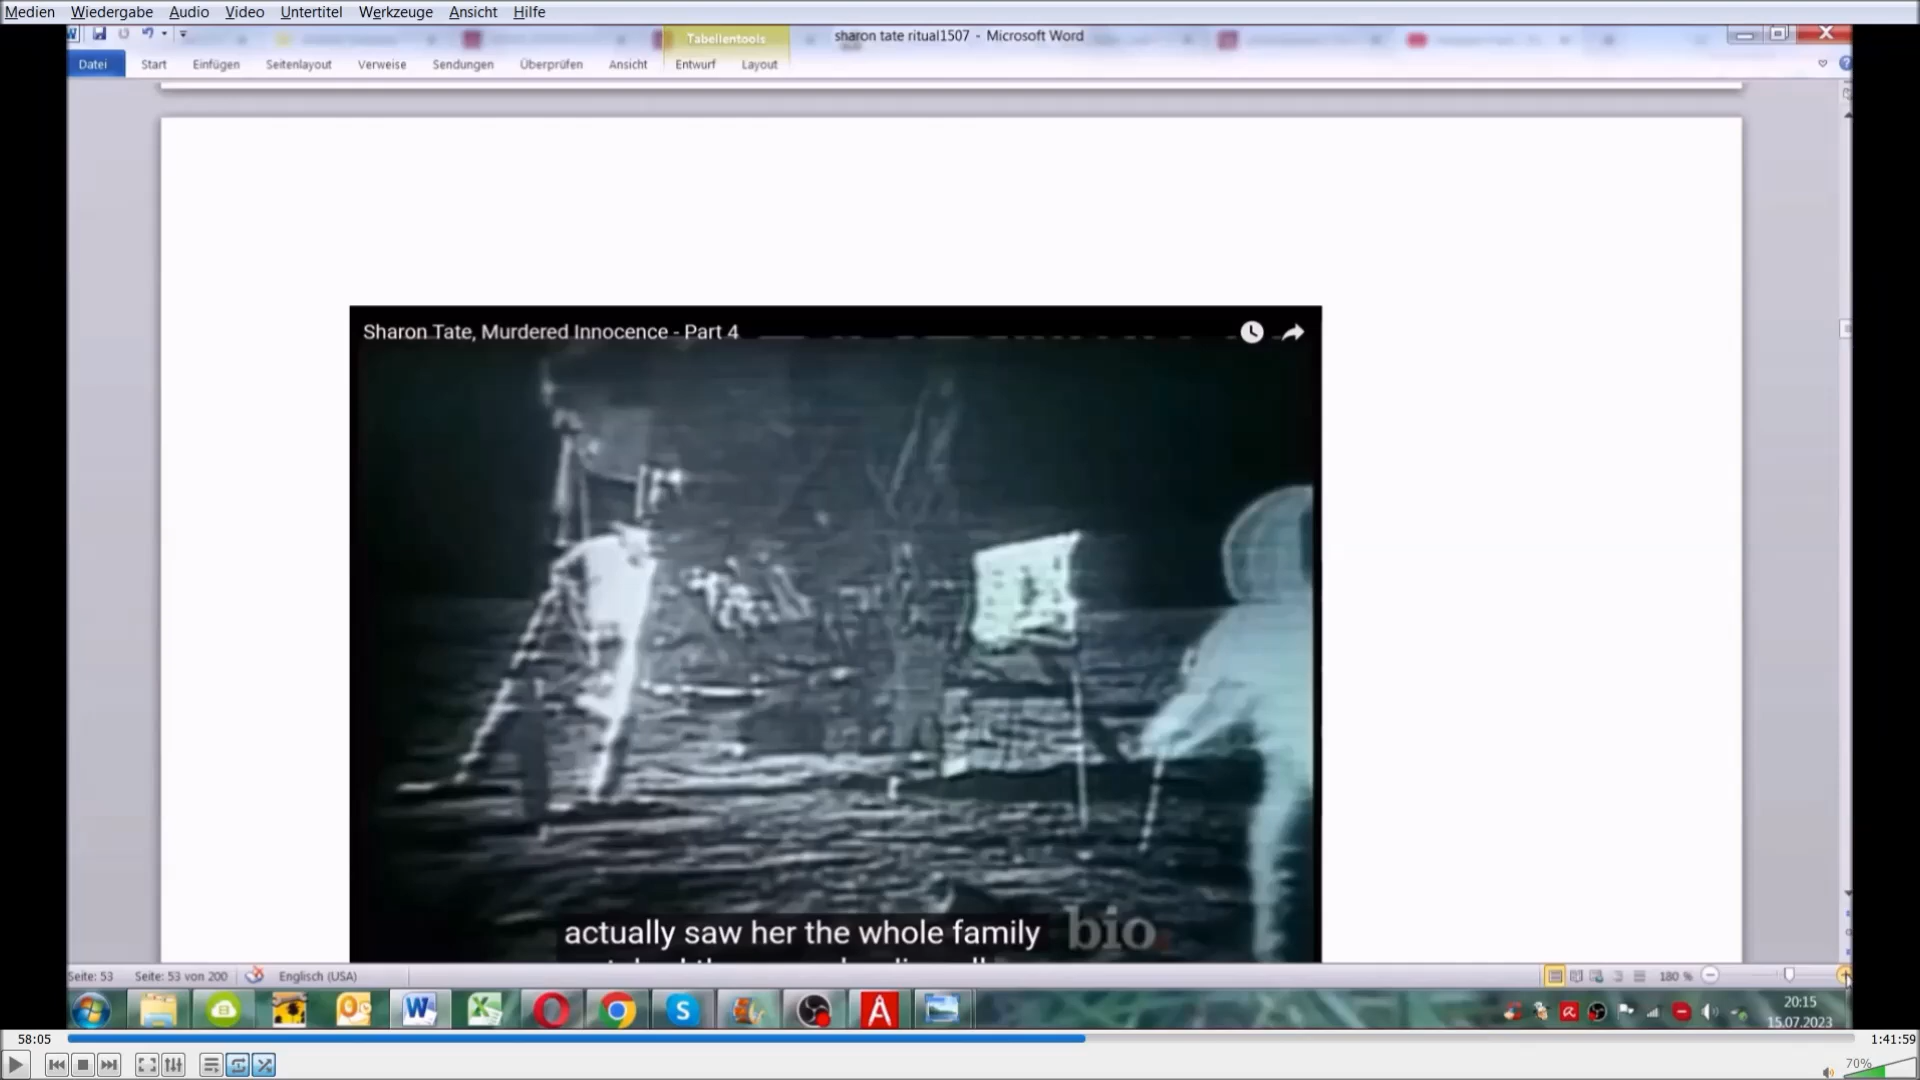 Medien Wiedergabe Audio Video Untertitel Werkzeuge Ansicht Hilfe
Tabellentools
sharon tate ritual1507 - Microsoft Word
Datei Start Einfügen Seitenlayout Verweise Sendungen Überprüfen Ansicht Entwurf Layout
Sharon Tate, Murdered Innocence - Part 4
actually saw her the whole family
bio
Seite: 53 Seite: 53 von 200 Englisch (USA) 180 %
20:15
15.07.2023
58:05 1:41:59
70%